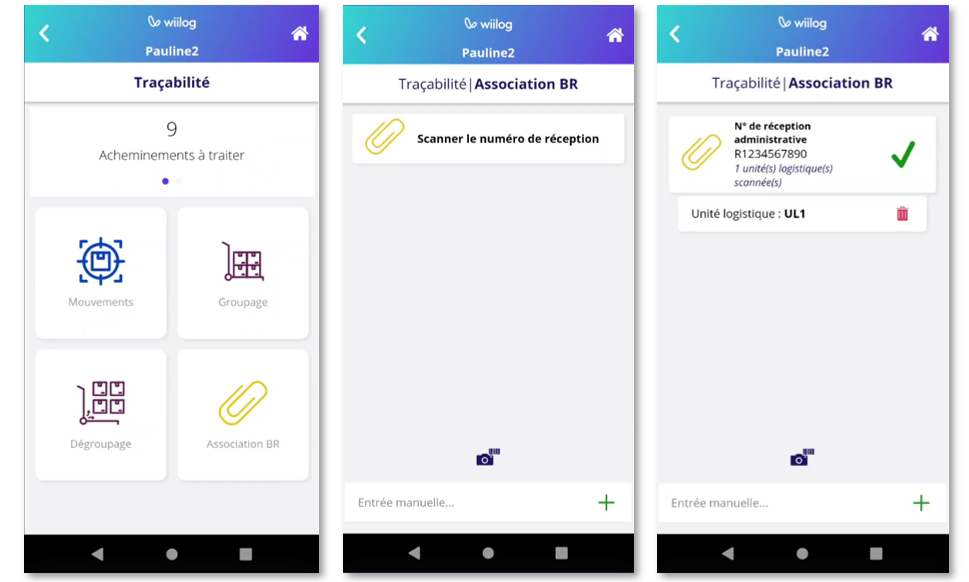 wiilog
Pauline2
Traçabilité
9
Acheminements à traiter
Mouvements
Groupage
Dégroupage
Association BR
wiilog
Pauline2
Traçabilité|Association BR
Scanner le numéro de réception
Entrée manuelle...
wiilog
Pauline2
Traçabilité|Association BR
N° de réception
administrative
R1234567890
1 unité(s) logistique(s)
scannée(s)
Unité logistique : UL1
Entrée manuelle...